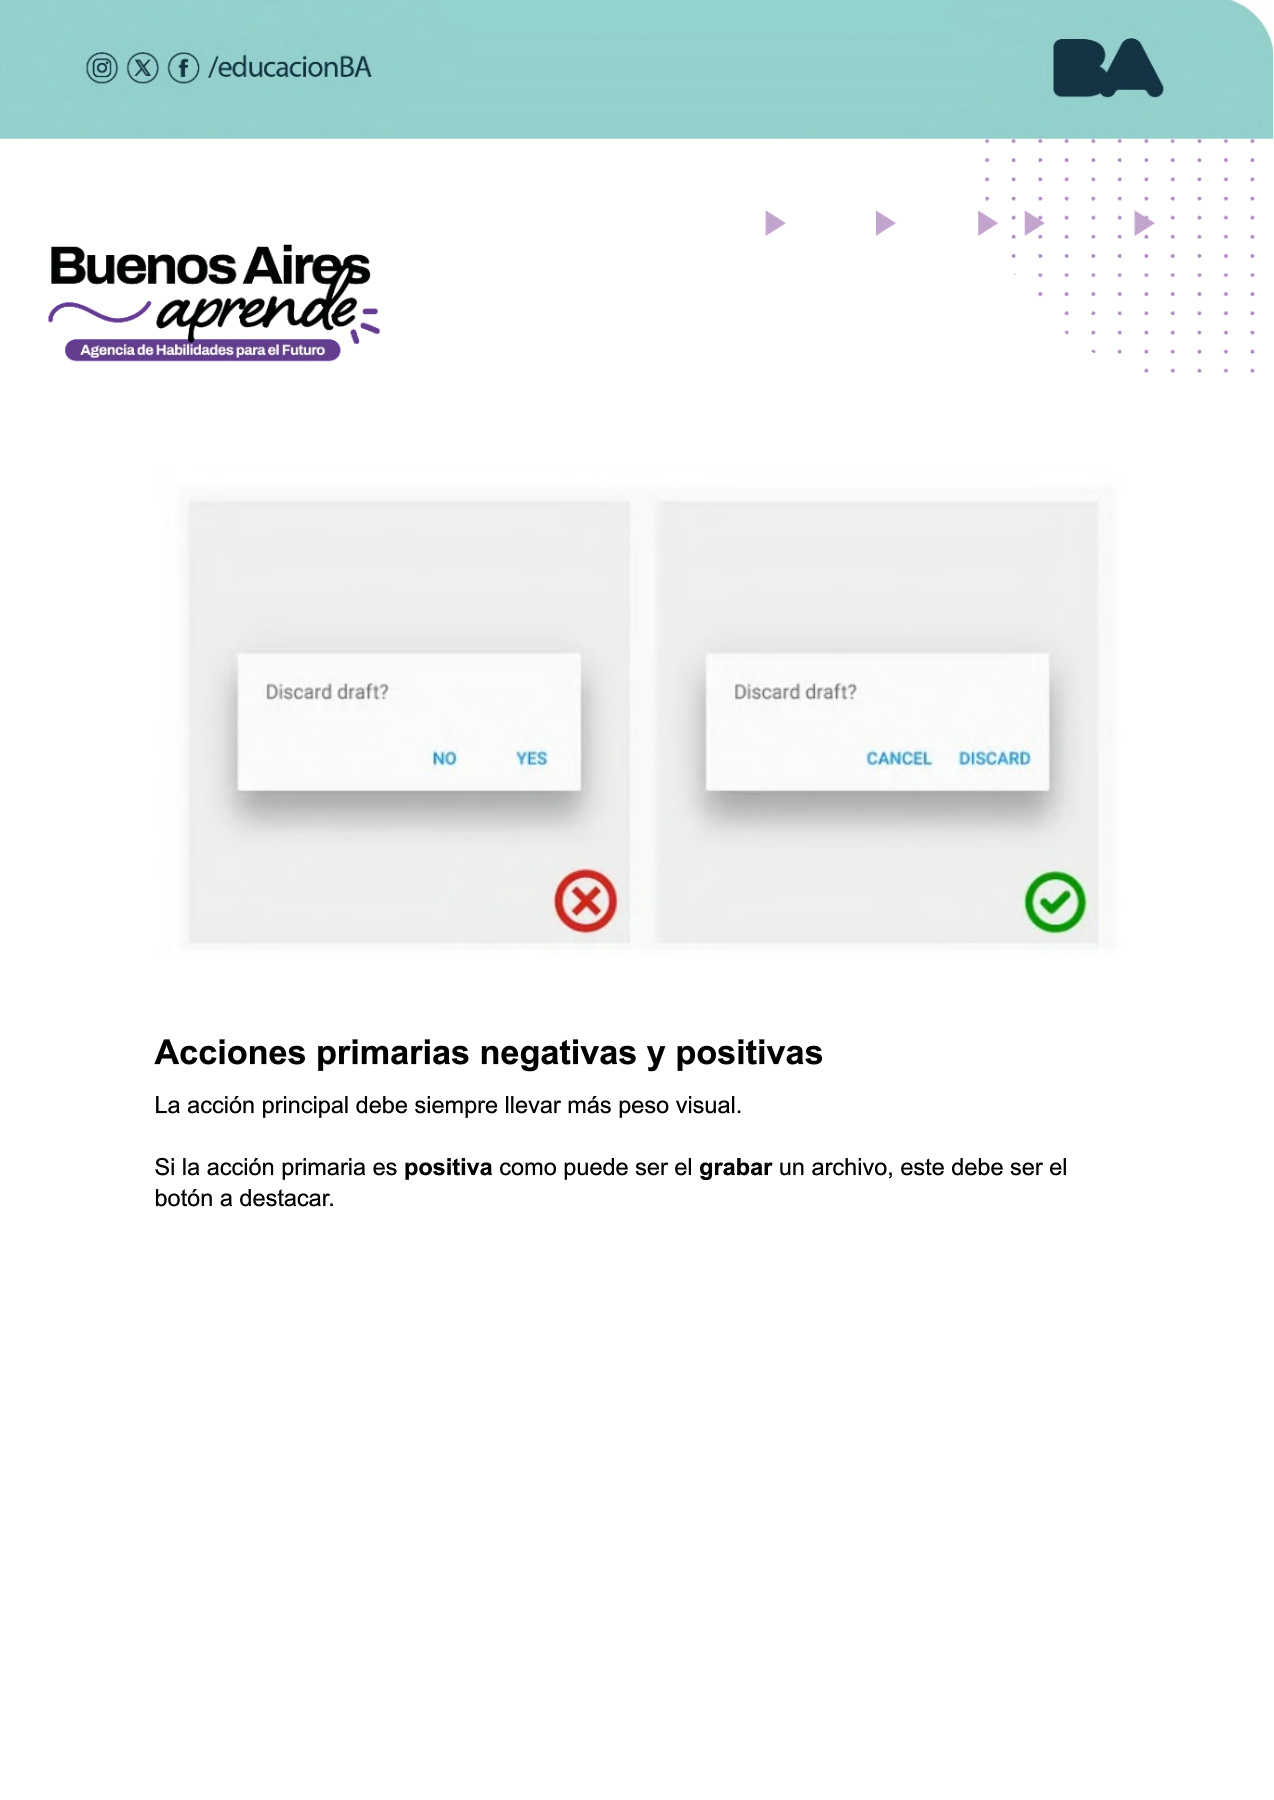 /educacionBA
BA
Buenos Aires
aprende
Agencia de Habilidades para el Futuro
Discard draft?
NO YES
Discard draft?
CANCEL DISCARD
Acciones primarias negativas y positivas
La acción principal debe siempre llevar más peso visual.
Si la acción primaria es positiva como puede ser el grabar un archivo, este debe ser el
botón a destacar.